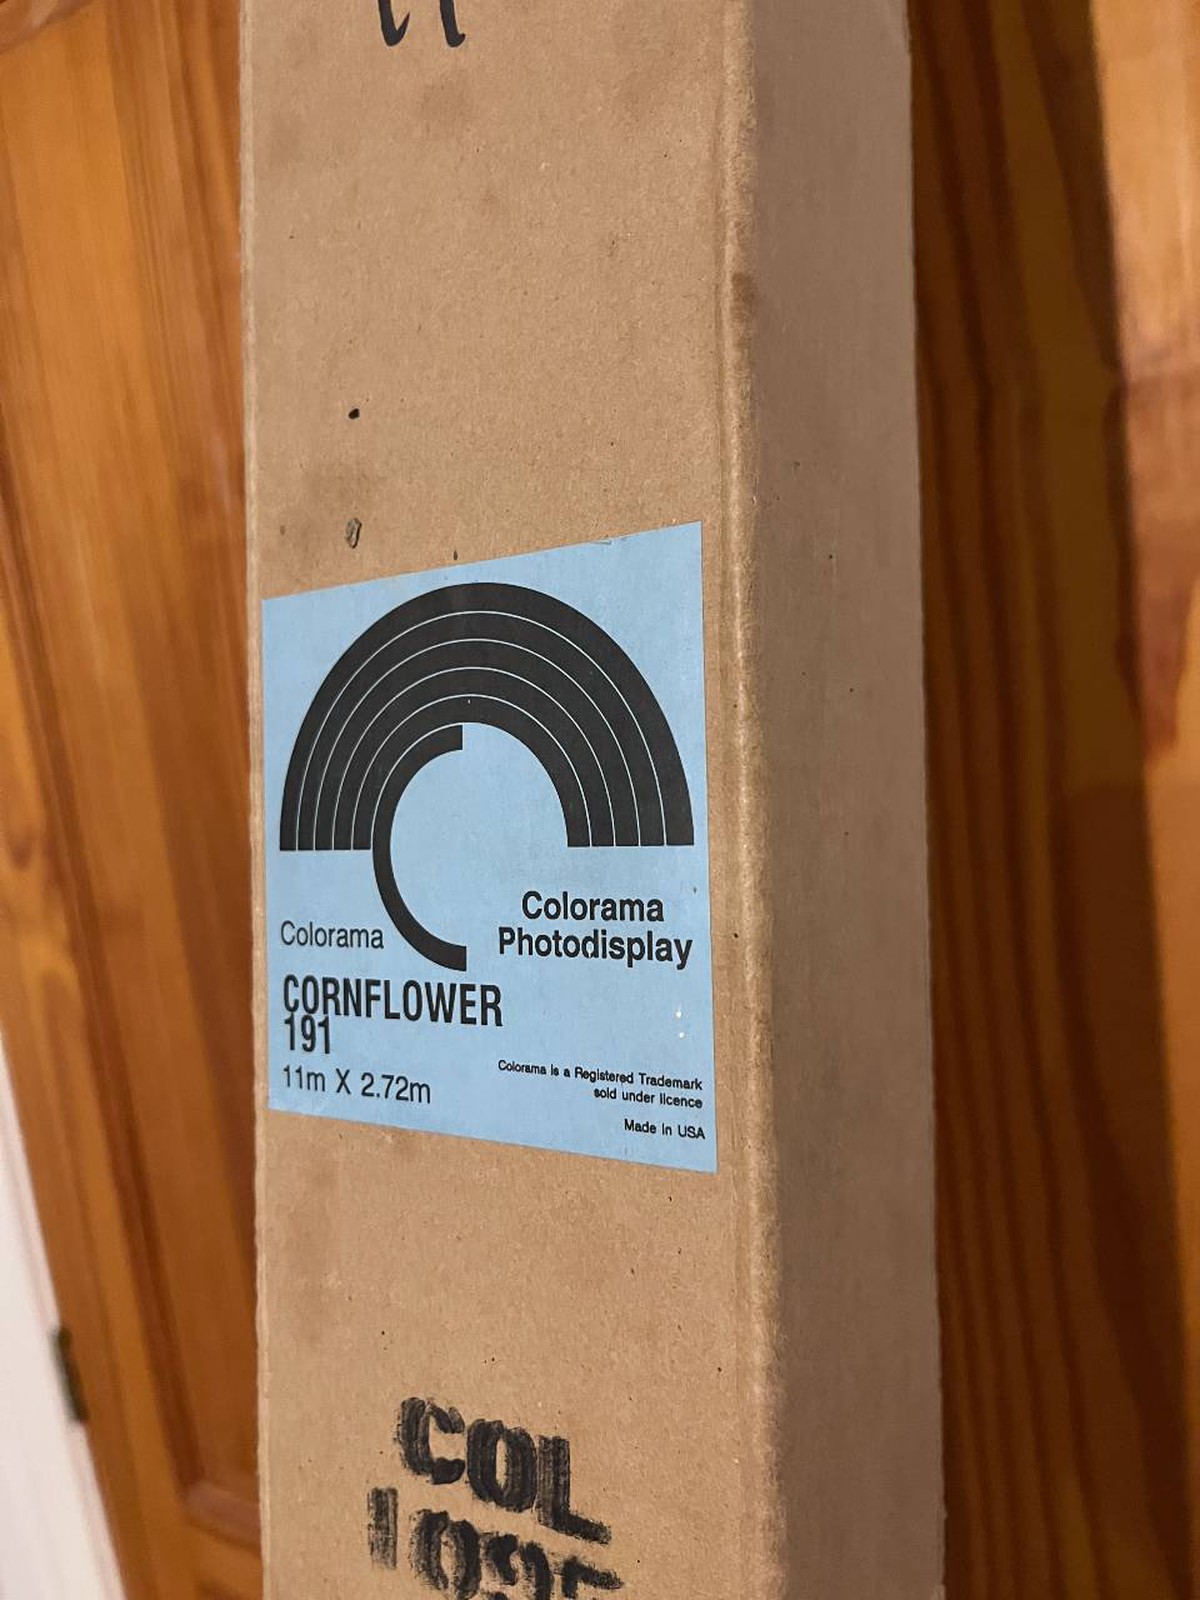 Colorama
Photodisplay
Colorama
CORNFLOWER
191
11m X 2.72m
Colorama is a Registered Trademark
sold under licence
Made in USA
COL